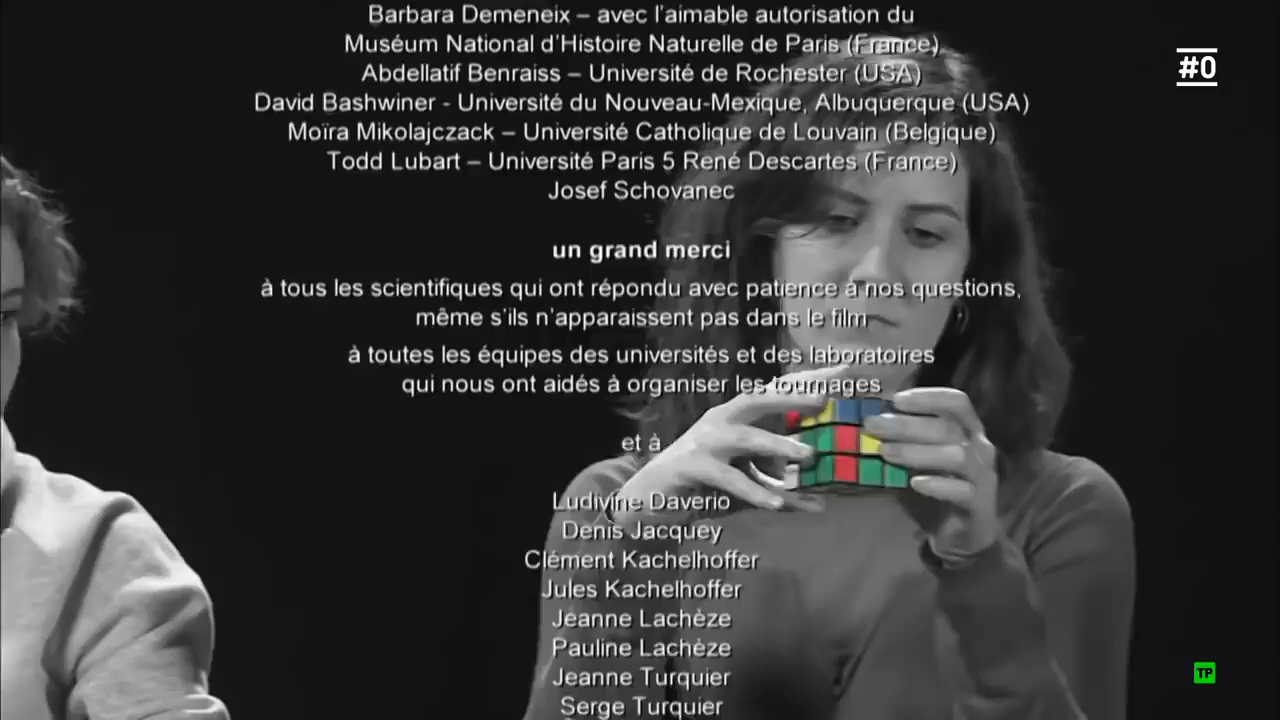 Barbara Demeneix – avec l'aimable autorisation du
Muséum National d'Histoire Naturelle de Paris (France)
#0
Abdellatif Benraiss – Université de Rochester (USA)
David Bashwiner - Université du Nouveau-Mexique, Albuquerque (USA)
Moïra Mikolajczack – Université Catholique de Louvain (Belgique)
Todd Lubart – Université Paris 5 René Descartes (France)
Josef Schovanec
un grand merci
à tous les scientifiques qui ont répondu avec patience à nos questions,
même s'ils n'apparaissent pas dans le film
à toutes les équipes des universités et des laboratoires
qui nous ont aidés à organiser les tournages
et à
Ludivine Daverio
Denis Jacquey
Clément Kachelhoffer
Jules Kachelhoffer
Jeanne Lachèze
Pauline Lachèze
Jeanne Turquier
TP
Serge Turquier